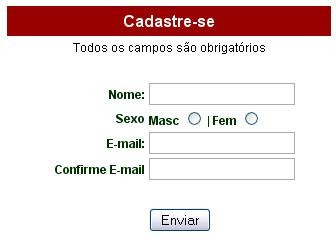 Cadastre-se
Todos os campos são obrigatórios
Nome:
Sexo Masc | Fem
E-mail:
Confirme E-mail
Enviar